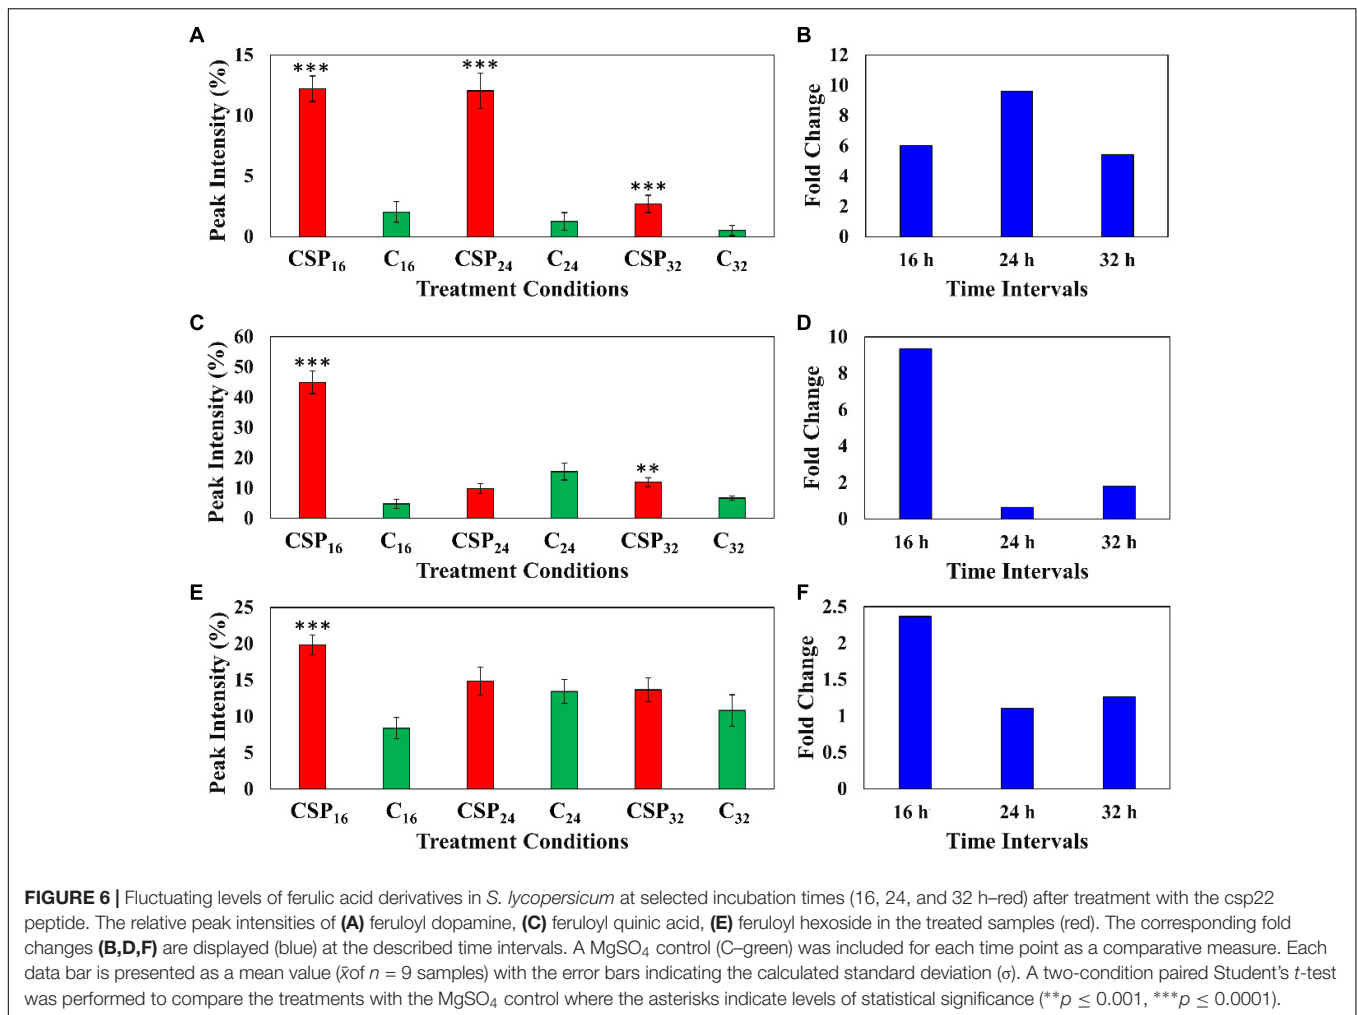 A
B
15
10
5
0
Peak Intensity (%)
***
***
***
CSP16 C16 CSP24 C24 CSP32 C32
Treatment Conditions
12
10
8
6
4
2
0
Fold Change
16 h 24 h 32 h
Time Intervals
C
D
60
50
40
30
20
10
0
Peak Intensity (%)
***
**
CSP16 C16 CSP24 C24 CSP32 C32
Treatment Conditions
10
8
6
4
2
0
Fold Change
16 h 24 h 32 h
Time Intervals
E
F
25
20
15
10
5
0
Peak Intensity (%)
***
CSP16 C16 CSP24 C24 CSP32 C32
Treatment Conditions
2.5
2
1.5
1
0.5
0
Fold Change
16 h 24 h 32 h
Time Intervals
FIGURE 6 | Fluctuating levels of ferulic acid derivatives in S. lycopersicum at selected incubation times (16, 24, and 32 h–red) after treatment with the csp22
peptide. The relative peak intensities of (A) feruloyl dopamine, (C) feruloyl quinic acid, (E) feruloyl hexoside in the treated samples (red). The corresponding fold
changes (B,D,F) are displayed (blue) at the described time intervals. A MgSO4 control (C–green) was included for each time point as a comparative measure. Each
data bar is presented as a mean value (x̄of n = 9 samples) with the error bars indicating the calculated standard deviation (σ). A two-condition paired Student's t-test
was performed to compare the treatments with the MgSO4 control where the asterisks indicate levels of statistical significance (**p ≤ 0.001, ***p ≤ 0.0001).